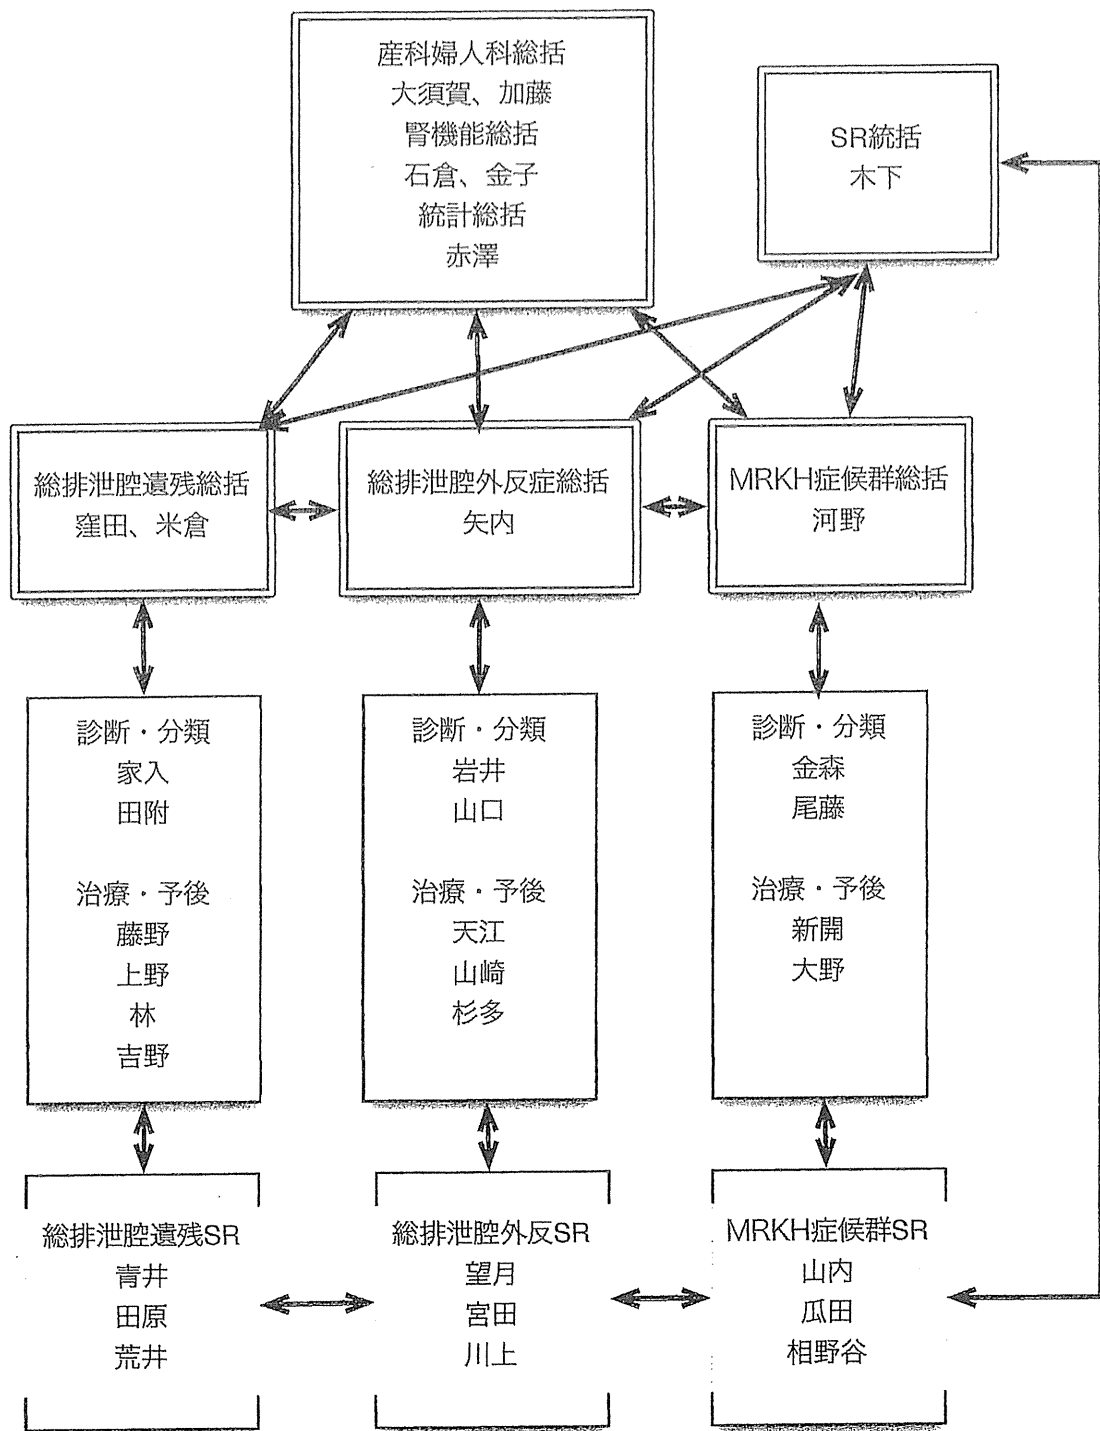 産科婦人科総括
大須賀、加藤
腎機能総括
石倉、金子
統計総括
赤澤
SR統括
木下
総排泄腔遺残総括
窪田、米倉
総排泄腔外反症総括
矢内
MRKH症候群総括
河野
診断・分類
家入
田附
治療・予後
藤野
上野
林
吉野
診断・分類
岩井
山口
治療・予後
天江
山崎
杉多
診断・分類
金森
尾藤
治療・予後
新開
大野
総排泄腔遺残SR
青井
田原
荒井
総排泄腔外反SR
望月
宮田
川上
MRKH症候群SR
山内
瓜田
相野谷